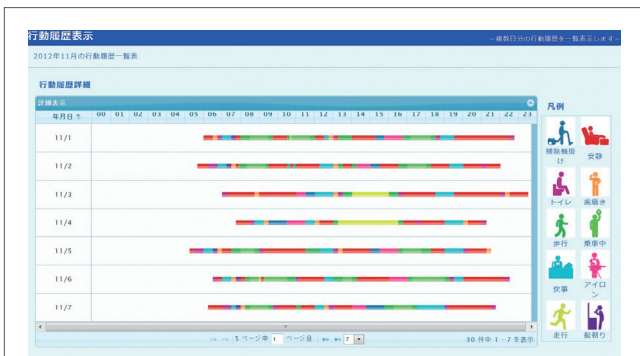 行動履歴表示
－複数日分の行動履歴を一覧表示します－
2012年11月の行動履歴一覧表
行動履歴詳細
詳細表示
年月日 00 01 02 03 04 05 06 07 08 09 10 11 12 13 14 15 16 17 18 19 20 21 22 23
11/1
11/2
11/3
11/4
11/5
11/6
11/7
5 ページ中 1 ページ目 7
30 件中 1 - 7 を表示
凡例
掃除機掛け
安静
トイレ
歯磨き
歩行
乗車中
炊事
アイロン
走行
髭剃り